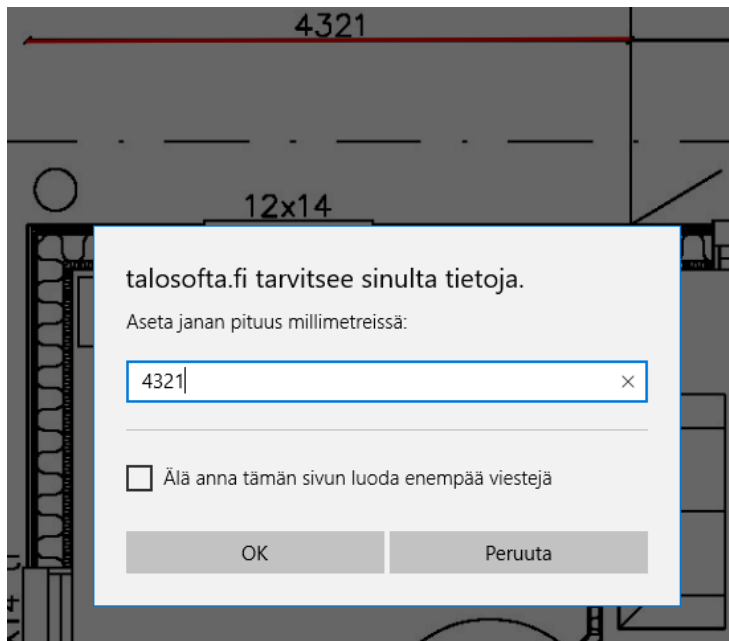 4321
12x14
talosofta.fi tarvitsee sinulta tietoja.
Aseta janan pituus millimetreissä:
4321
Älä anna tämän sivun luoda enempää viestejä
OK
Peruuta